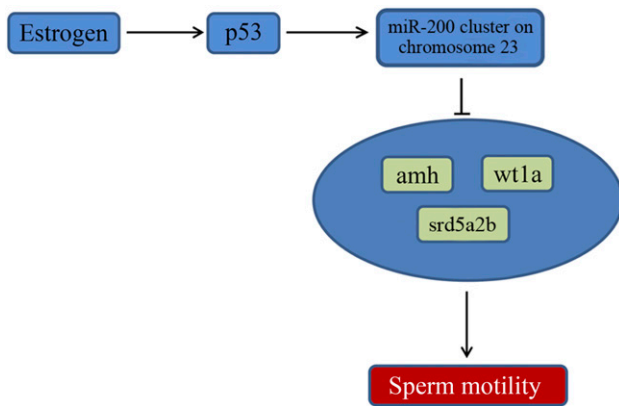 Estrogen
p53
miR-200 cluster on
chromosome 23
amh
wt1a
srd5a2b
Sperm motility